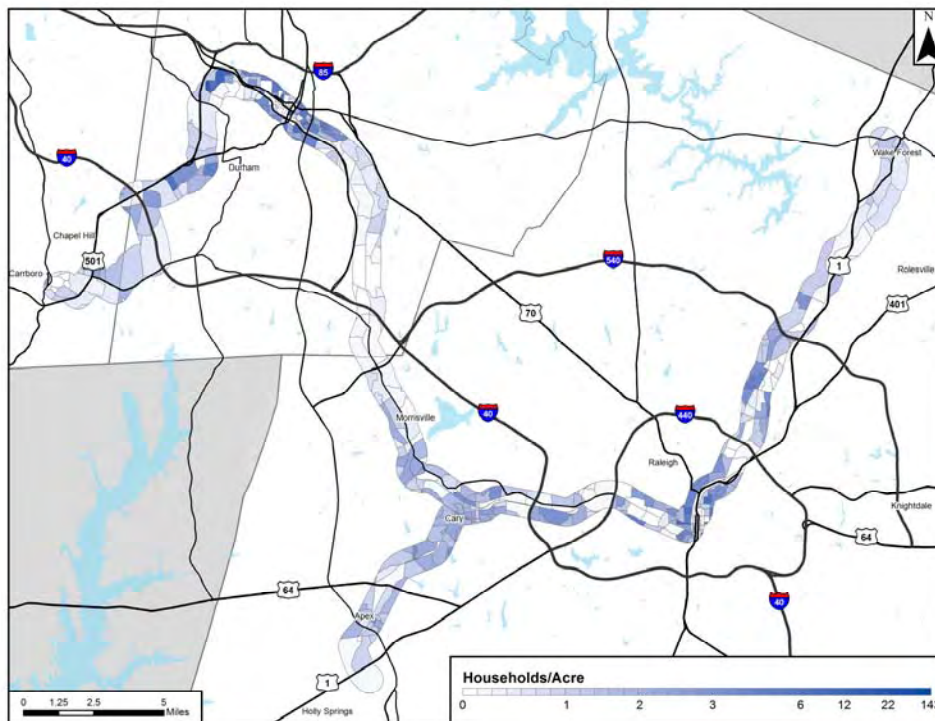 N
85
40
Wake Forest
Durham
Chapel Hill
501
Carrboro
540
1
Rolesville
401
70
Morrisville
40
440
Raleigh
Knightdale
Cary
64
64
40
Apex
1
Holly Springs
Households/Acre
0 1 2 3 6 12 22 143
0 1.25 2.5 5
Miles